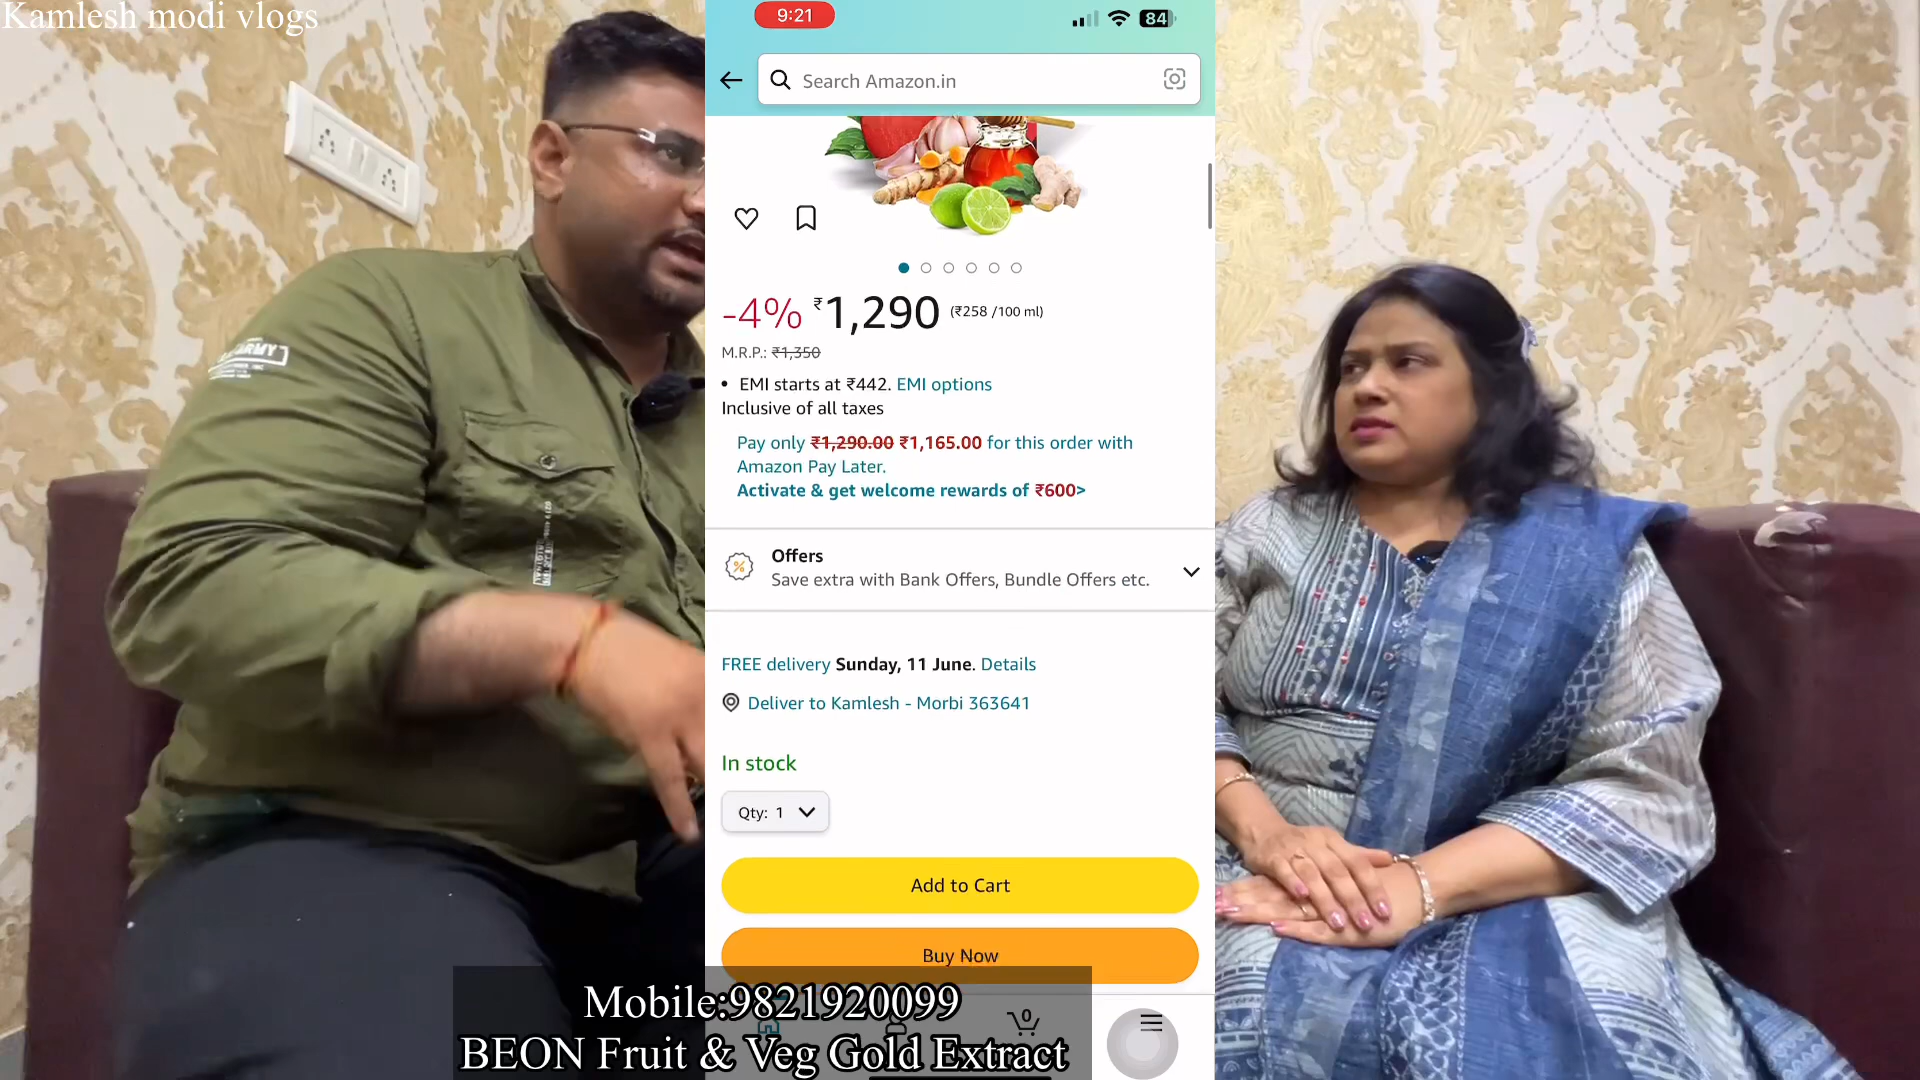 Kamlesh modi vlogs
9:21
84
Search Amazon.in
-4% ₹1,290 (₹258 /100 ml)
M.R.P.: ₹1,350
• EMI starts at ₹442. EMI options
Inclusive of all taxes
Pay only ₹1,290.00 ₹1,165.00 for this order with
Amazon Pay Later.
Activate & get welcome rewards of ₹600>
Offers
Save extra with Bank Offers, Bundle Offers etc.
FREE delivery Sunday, 11 June. Details
Deliver to Kamlesh - Morbi 363641
In stock
Qty: 1
Add to Cart
Buy Now
0
Mobile:9821920099
BEON Fruit & Veg Gold Extract